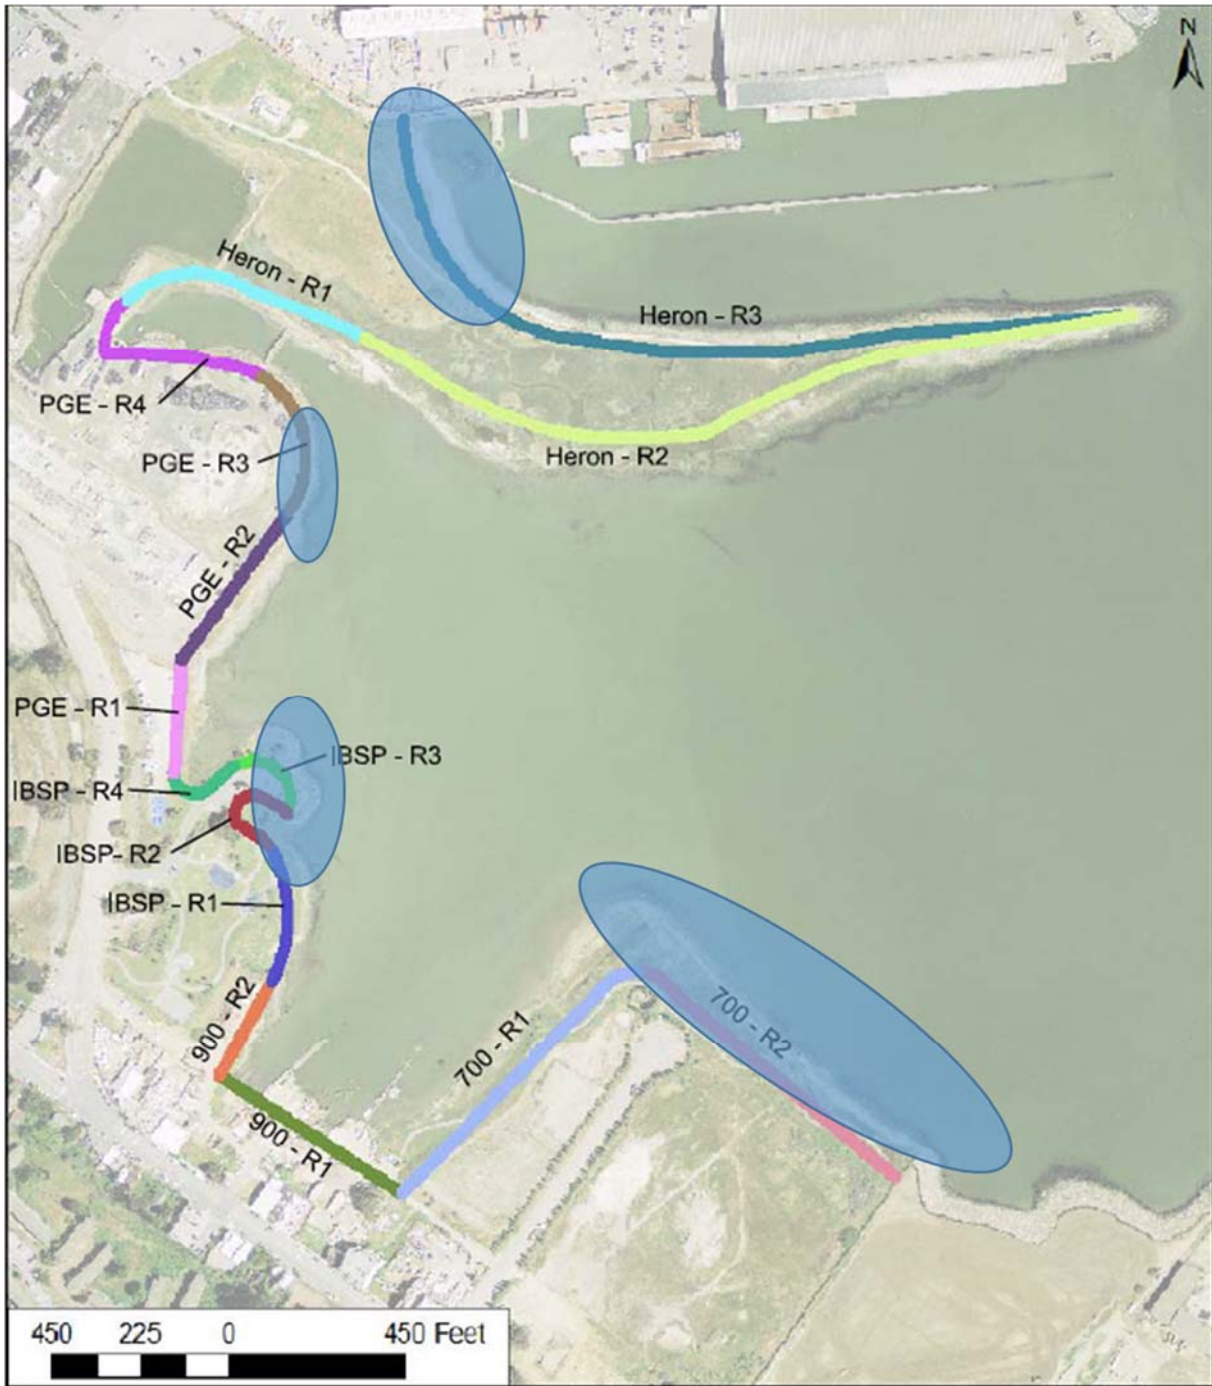 N
Heron - R1
Heron - R3
PGE - R4
Heron - R2
PGE - R3
PGE - R2
PGE - R1
IBSP - R3
IBSP - R4
IBSP- R2
IBSP - R1
900 - R2
700 - R1
700 - R2
900 - R1
450 225 0 450 Feet